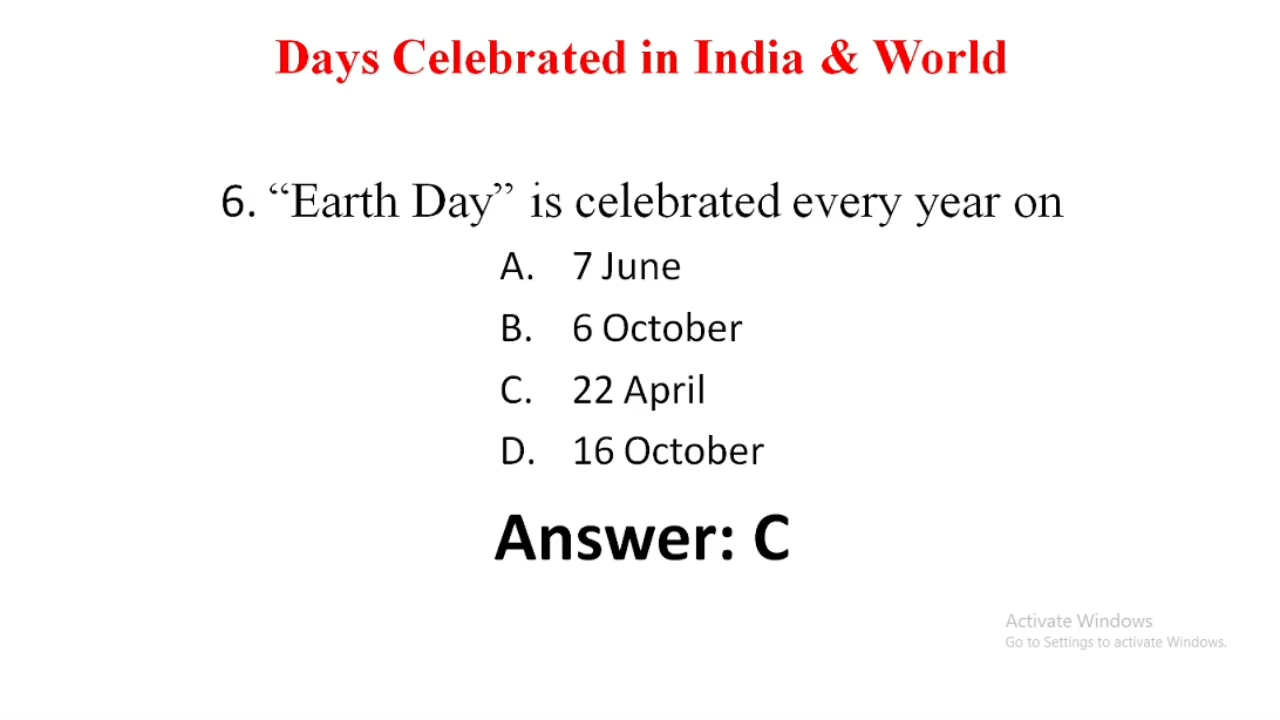 Days Celebrated in India & World
6. “Earth Day” is celebrated every year on
A. 7 June
B. 6 October
C. 22 April
D. 16 October
Answer: C
Activate Windows
Go to Settings to activate Windows.